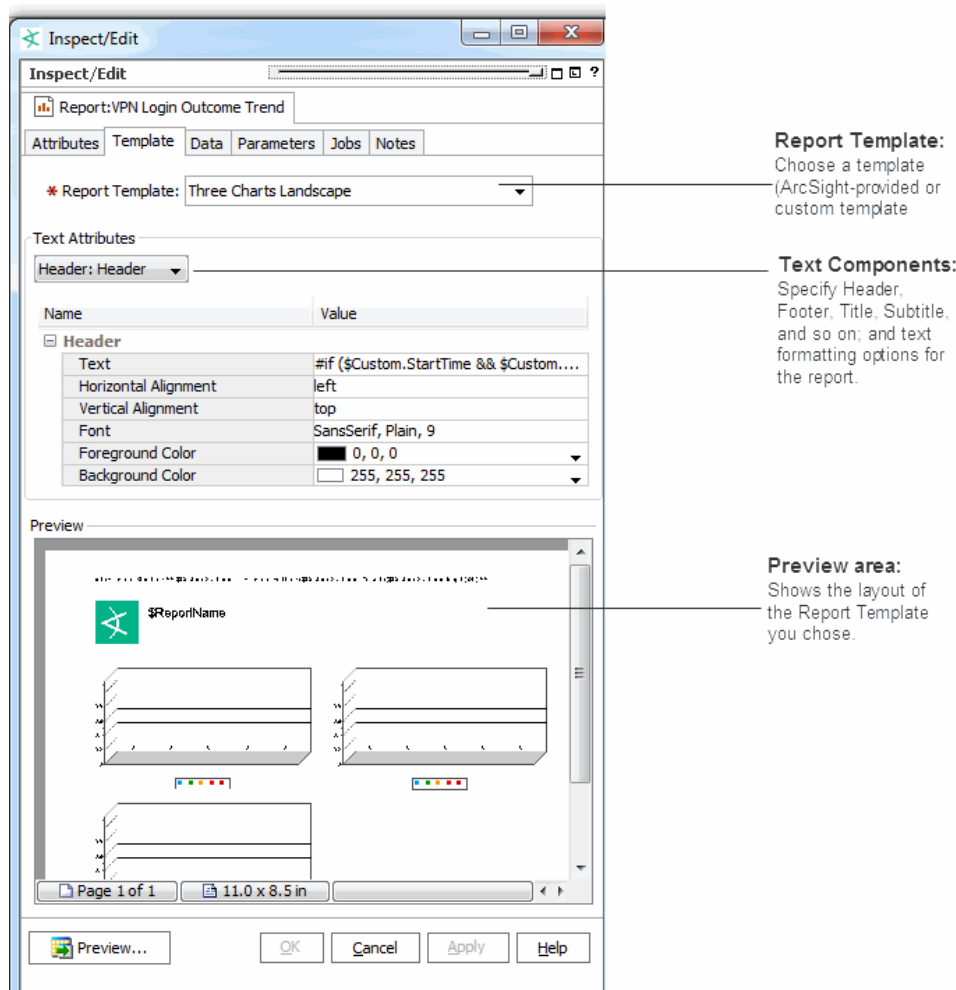 Inspect/Edit
Inspect/Edit
?
Report:VPN Login Outcome Trend
Attributes Template Data Parameters Jobs Notes
* Report Template: Three Charts Landscape
Text Attributes
Header: Header
Name Value
Header
Text #if ($Custom.StartTime && $Custom....
Horizontal Alignment left
Vertical Alignment top
Font SansSerif, Plain, 9
Foreground Color 0, 0, 0
Background Color 255, 255, 255
Preview
$ReportName
Page 1 of 1 11.0 x 8.5 in
Preview... OK Cancel Apply Help
Report Template:
Choose a template
(ArcSight-provided or
custom template
Text Components:
Specify Header,
Footer, Title, Subtitle,
and so on; and text
formatting options for
the report.
Preview area:
Shows the layout of
the Report Template
you chose.